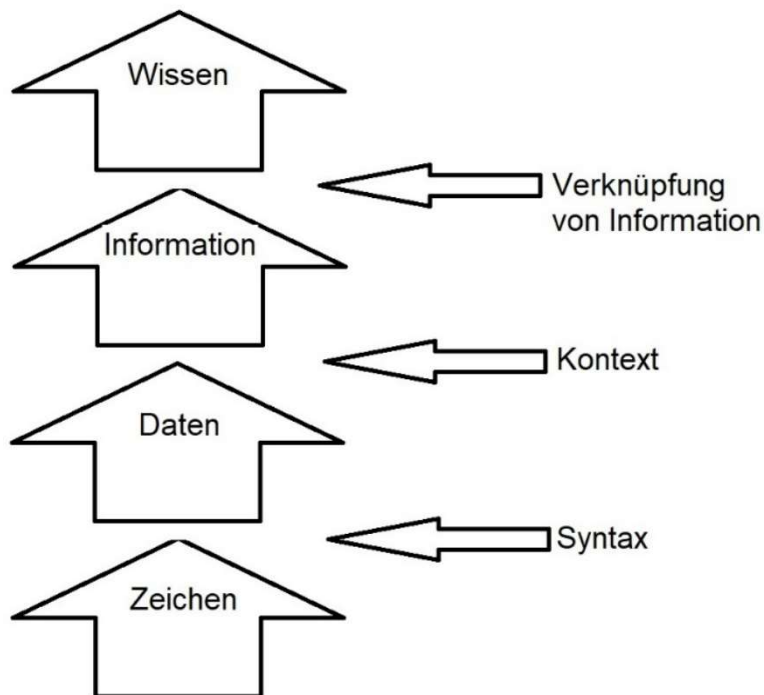 Wissen
Verknüpfung
von Information
Information
Kontext
Daten
Syntax
Zeichen